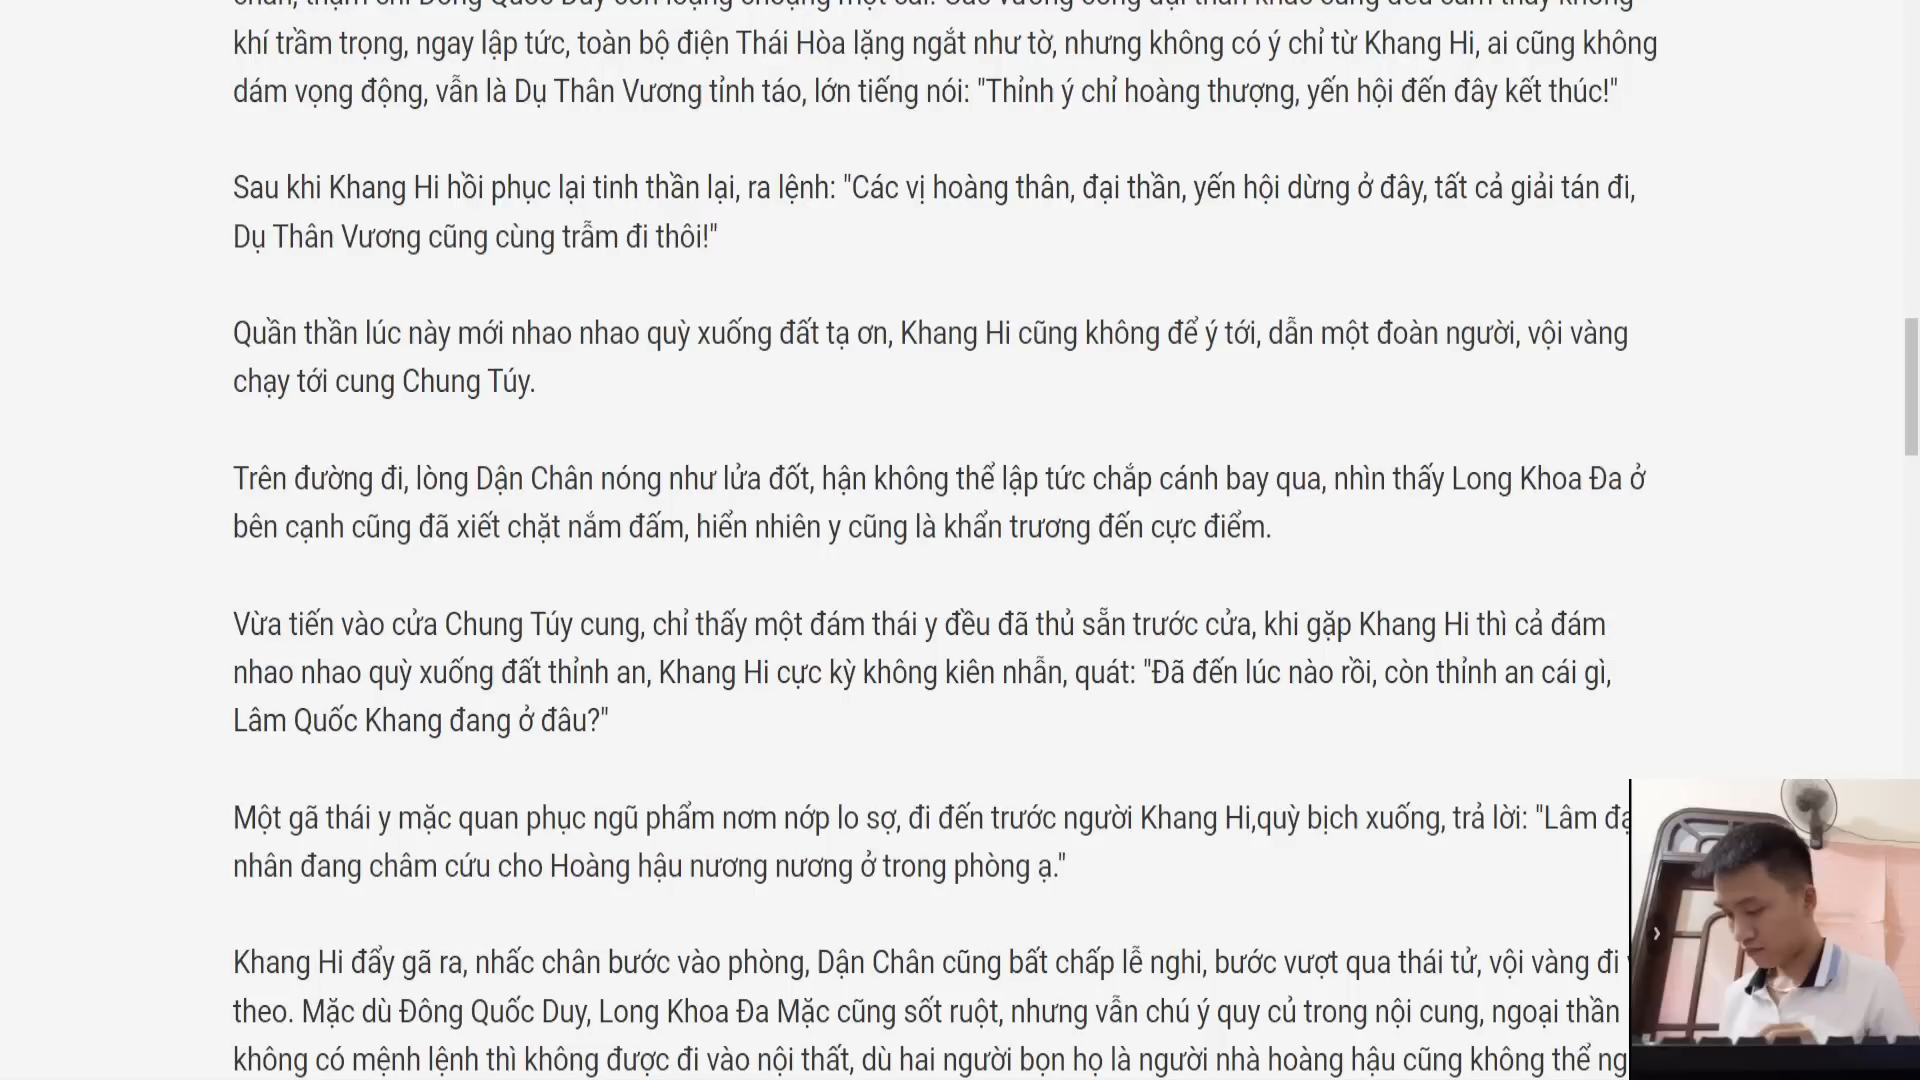 khí trầm trọng, ngay lập tức, toàn bộ điện Thái Hòa lặng ngắt như tờ, nhưng không có ý chỉ từ Khang Hi, ai cũng không
dám vọng động, vẫn là Dụ Thân Vương tỉnh táo, lớn tiếng nói: "Thỉnh ý chỉ hoàng thượng, yến hội đến đây kết thúc!"
Sau khi Khang Hi hồi phục lại tinh thần lại, ra lệnh: "Các vị hoàng thân, đại thần, yến hội dừng ở đây, tất cả giải tán đi,
Dụ Thân Vương cũng cùng trẫm đi thôi!"
Quần thần lúc này mới nhao nhao quỳ xuống đất tạ ơn, Khang Hi cũng không để ý tới, dẫn một đoàn người, vội vàng
chạy tới cung Chung Túy.
Trên đường đi, lòng Dận Chân nóng như lửa đốt, hận không thể lập tức chắp cánh bay qua, nhìn thấy Long Khoa Đa ở
bên cạnh cũng đã xiết chặt nắm đấm, hiển nhiên y cũng là khẩn trương đến cực điểm.
Vừa tiến vào cửa Chung Túy cung, chỉ thấy một đám thái y đều đã thủ sẵn trước cửa, khi gặp Khang Hi thì cả đám
nhao nhao quỳ xuống đất thỉnh an, Khang Hi cực kỳ không kiên nhẫn, quát: "Đã đến lúc nào rồi, còn thỉnh an cái gì,
Lâm Quốc Khang đang ở đâu?"
Một gã thái y mặc quan phục ngũ phẩm nơm nớp lo sợ, đi đến trước người Khang Hi,quỳ bịch xuống, trả lời: "Lâm
nhân đang châm cứu cho Hoàng hậu nương nương ở trong phòng ạ."
Khang Hi đẩy gã ra, nhấc chân bước vào phòng, Dận Chân cũng bất chấp lễ nghi, bước vượt qua thái tử, vội vàng đi
theo. Mặc dù Đông Quốc Duy, Long Khoa Đa Mặc cũng sốt ruột, nhưng vẫn chú ý quy củ trong nội cung, ngoại thần
không có mệnh lệnh thì không được đi vào nội thất, dù hai người bọn họ là người nhà hoàng hậu cũng không thể